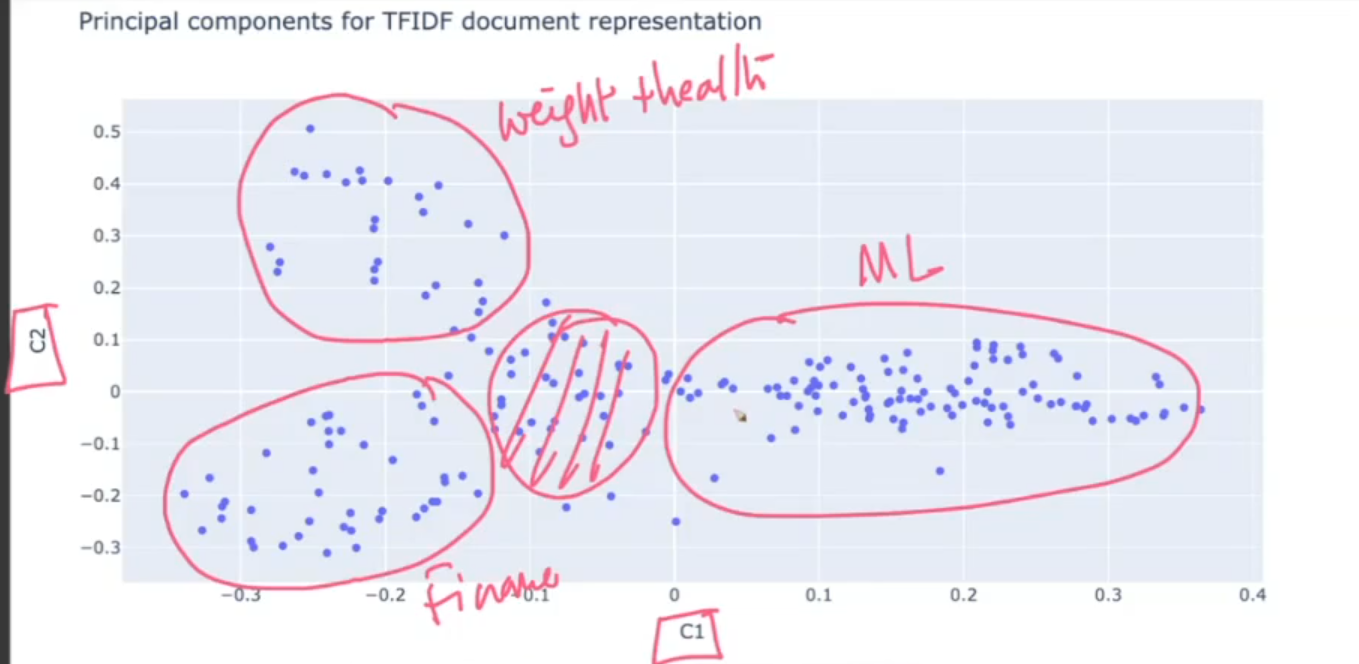 Principal components for TFIDF document representation
weight + health
0.5
0.4
0.3
ML
0.2
0.1
C2
0
−0.1
−0.2
−0.3
Finance
−0.3 −0.2 −0.1 0 0.1 0.2 0.3 0.4
C1